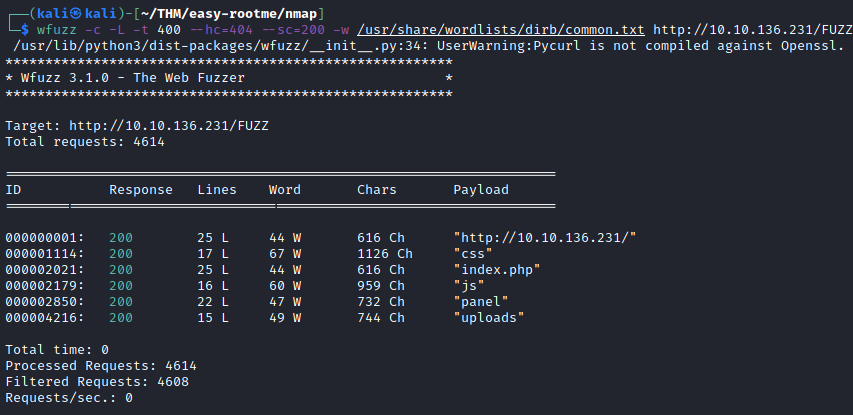 ┌──(kali㉿kali)-[~/THM/easy-rootme/nmap]
└─$ wfuzz -c -L -t 400 --hc=404 --sc=200 -w /usr/share/wordlists/dirb/common.txt http://10.10.136.231/FUZZ
/usr/lib/python3/dist-packages/wfuzz/__init__.py:34: UserWarning:Pycurl is not compiled against Openssl.
********************************************************
* Wfuzz 3.1.0 - The Web Fuzzer                         *
********************************************************
Target: http://10.10.136.231/FUZZ
Total requests: 4614
=====================================================================
ID           Response   Lines    Word       Chars       Payload
=====================================================================
000000001:   200        25 L     44 W       616 Ch      "http://10.10.136.231/"
000001114:   200        17 L     67 W       1126 Ch     "css"
000002021:   200        25 L     44 W       616 Ch      "index.php"
000002179:   200        16 L     60 W       959 Ch      "js"
000002850:   200        22 L     47 W       732 Ch      "panel"
000004216:   200        15 L     49 W       744 Ch      "uploads"
Total time: 0
Processed Requests: 4614
Filtered Requests: 4608
Requests/sec.: 0